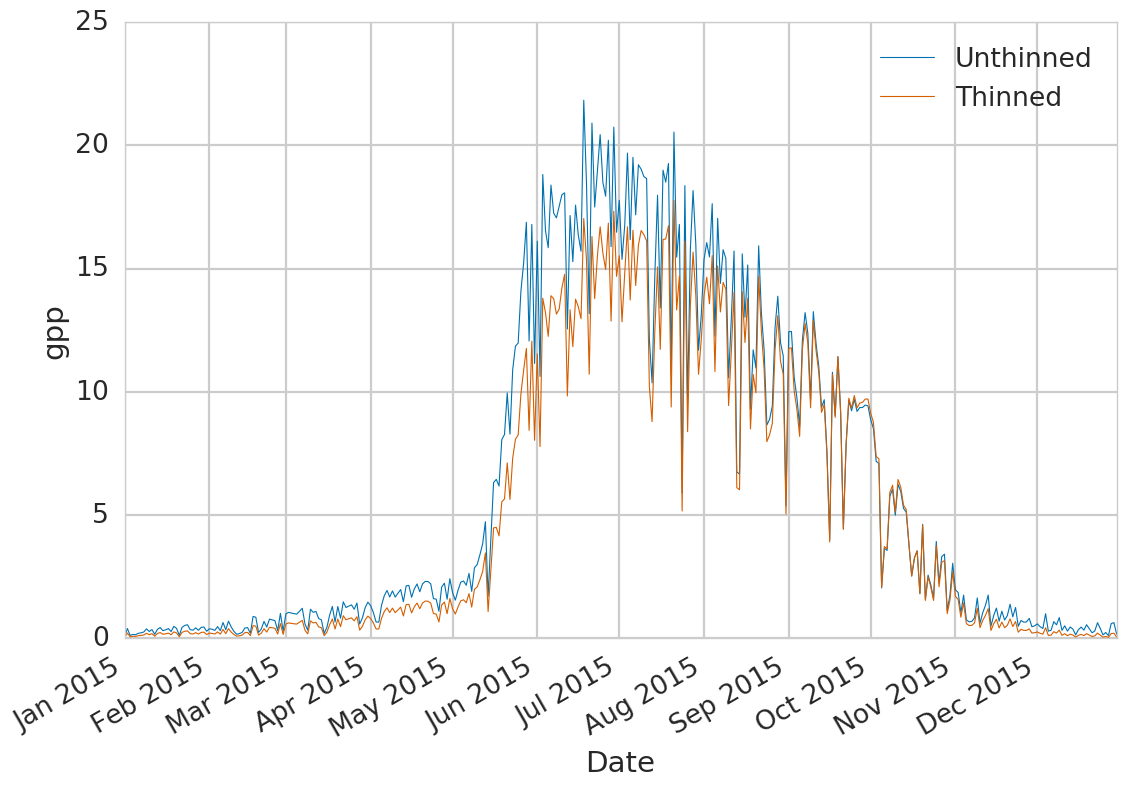 25
20
15
10
5
0
gpp
Unthinned
Thinned
Jan 2015
Feb 2015
Mar 2015
Apr 2015
May 2015
Jun 2015
Jul 2015
Aug 2015
Sep 2015
Oct 2015
Nov 2015
Dec 2015
Date